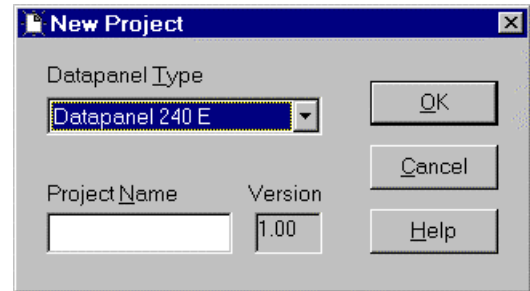 New Project
Datapanel Type
Datapanel 240 E
OK
Cancel
Project Name
Version
1.00
Help